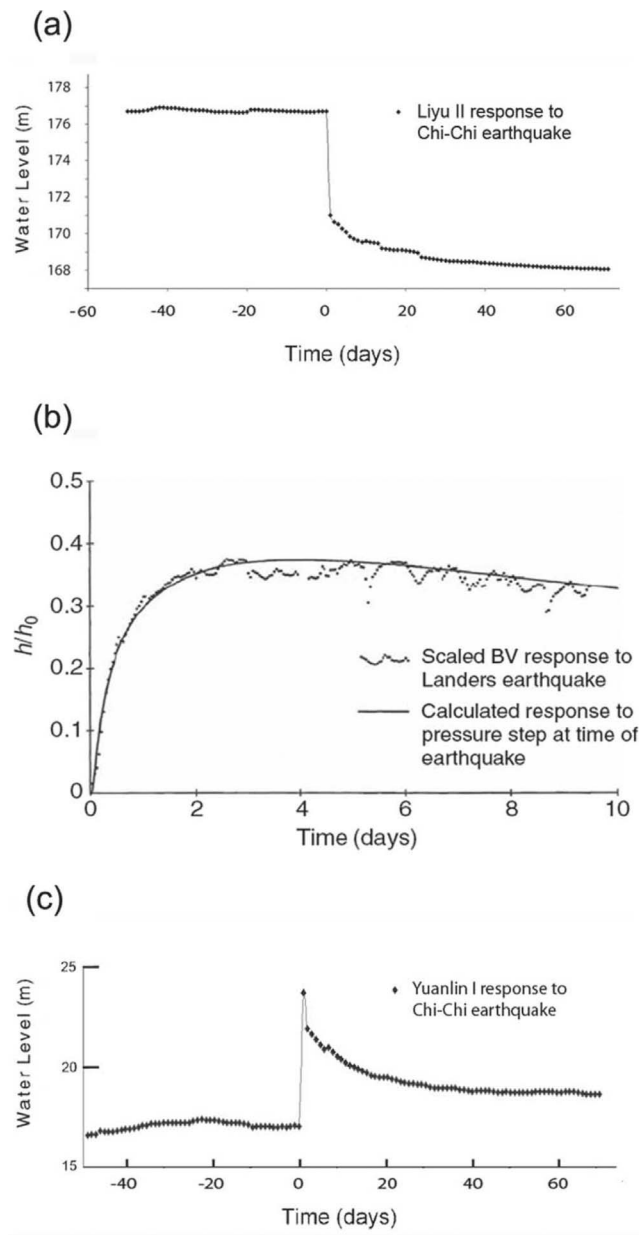 (a)
178
176
174
172
170
168
Water Level (m)
Liyu II response to
Chi-Chi earthquake
-60
-40
-20
0
20
40
60
Time (days)
(b)
0.5
0.4
0.3
0.2
0.1
0
h/h0
Scaled BV response to
Landers earthquake
Calculated response to
pressure step at time of
earthquake
0
2
4
6
8
10
Time (days)
(c)
25
20
15
Water Level (m)
Yuanlin I response to
Chi-Chi earthquake
-40
-20
0
20
40
60
Time (days)